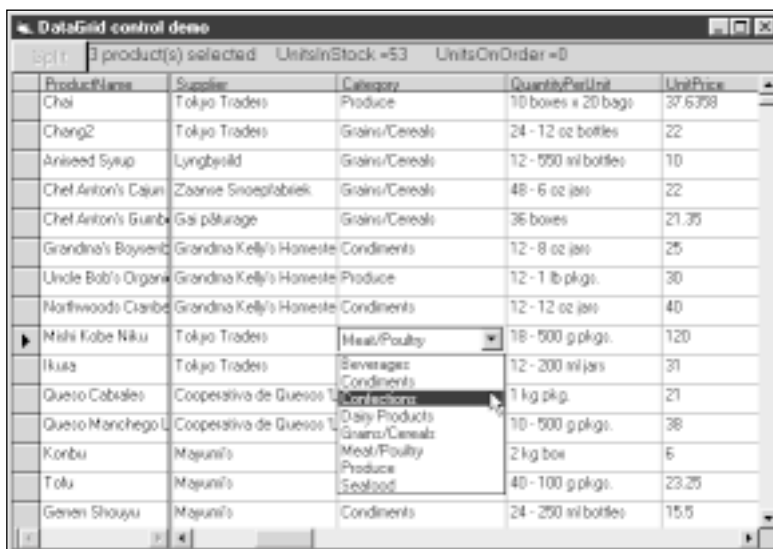 DataGrid control demo
Split 3 product(s) selected UnitsInStock =53 UnitsOnOrder =0
ProductName Supplier Category QuantityPerUnit UnitPrice
Chai Tokyo Traders Produce 10 boxes x 20 bags 37.6358
Chang2 Tokyo Traders Grains/Cereals 24 - 12 oz bottles 22
Aniseed Syrup Lyngbysild Grains/Cereals 12 - 550 ml bottles 10
Chef Anton's Cajun Zaanse Snoepfabriek Grains/Cereals 48 - 6 oz jars 22
Chef Anton's Gumb Gai pâturage Grains/Cereals 36 boxes 21.35
Grandma's Boysenb Grandma Kelly's Homeste Condiments 12 - 8 oz jars 25
Uncle Bob's Organi Grandma Kelly's Homeste Produce 12 - 1 lb pkgs. 30
Northwoods Cranbe Grandma Kelly's Homeste Condiments 12 - 12 oz jars 40
Mishi Kobe Niku Tokyo Traders Meat/Poultry 18 - 500 g pkgs. 120
Ikura Tokyo Traders Beverages 12 - 200 ml jars 31
Condiments
Queso Cabrales Cooperativa de Quesos 'L Confections 1 kg pkg. 21
Queso Manchego L Cooperativa de Quesos 'L Dairy Products 10 - 500 g pkgs. 38
Grains/Cereals
Konbu Mayumi's Meat/Poultry 2 kg box 6
Produce
Tofu Mayumi's Seafood 40 - 100 g pkgs. 23.25
Genen Shouyu Mayumi's Condiments 24 - 250 ml bottles 15.5